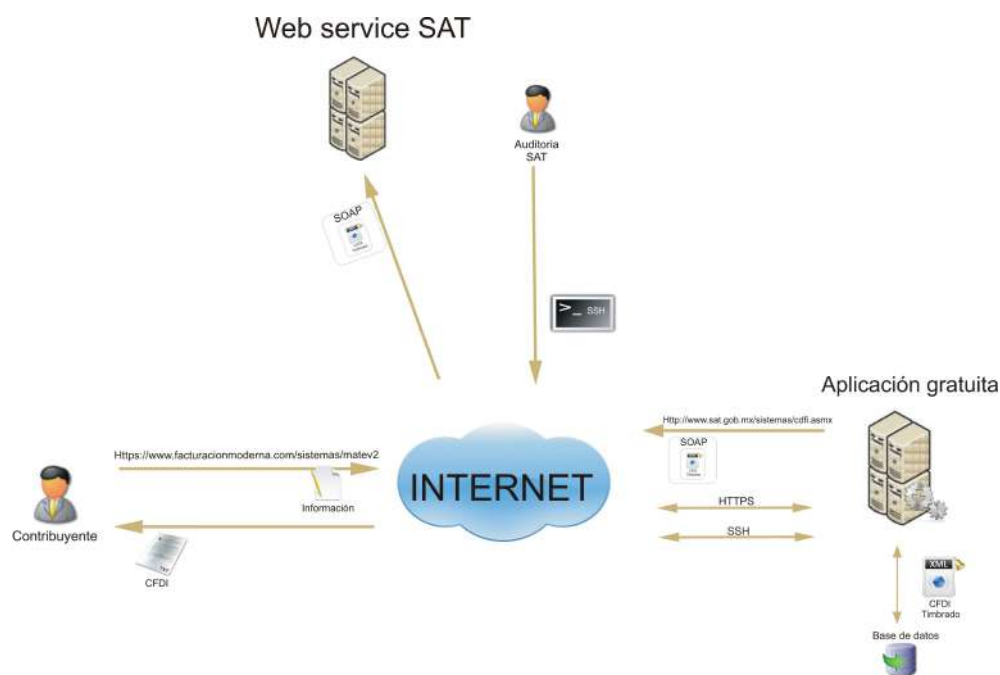 Web service SAT
Auditoria
SAT
SOAP
>_ SSH
Aplicación gratuita
Http://www.sat.gob.mx/sistemas/cdfi.asmx
SOAP
Https://www.facturacionmoderna.com/sistemas/matev2
INTERNET
HTTPS
Información
SSH
Contribuyente
CFDI
XML
CFDI
Timbrado
Base de datos